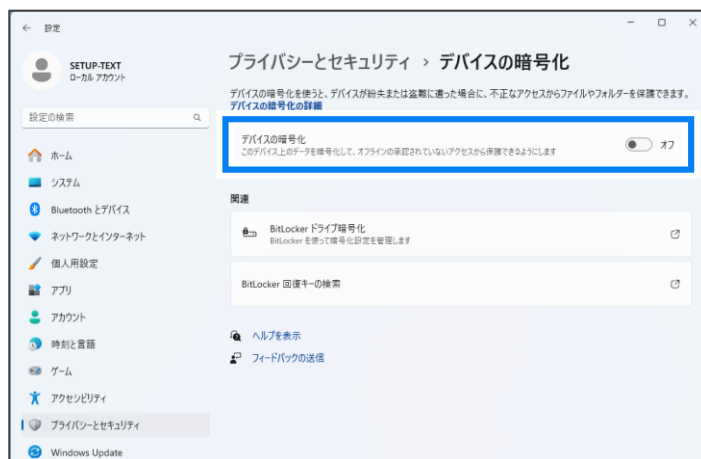 設定
SETUP-TEXT
ローカル アカウント
設定の検索
ホーム
システム
Bluetooth とデバイス
ネットワークとインターネット
個人用設定
アプリ
アカウント
時刻と言語
ゲーム
アクセシビリティ
プライバシーとセキュリティ
Windows Update
プライバシーとセキュリティ › デバイスの暗号化
デバイスの暗号化を使うと、デバイスが紛失または盗難に遭った場合に、不正なアクセスからファイルやフォルダーを保護できます。
デバイスの暗号化の詳細
デバイスの暗号化
このデバイス上のデータを暗号化して、オフラインの承認されていないアクセスから保護できるようにします
オフ
関連
BitLocker ドライブ暗号化
BitLocker を使って暗号化設定を管理します
BitLocker 回復キーの検索
ヘルプを表示
フィードバックの送信